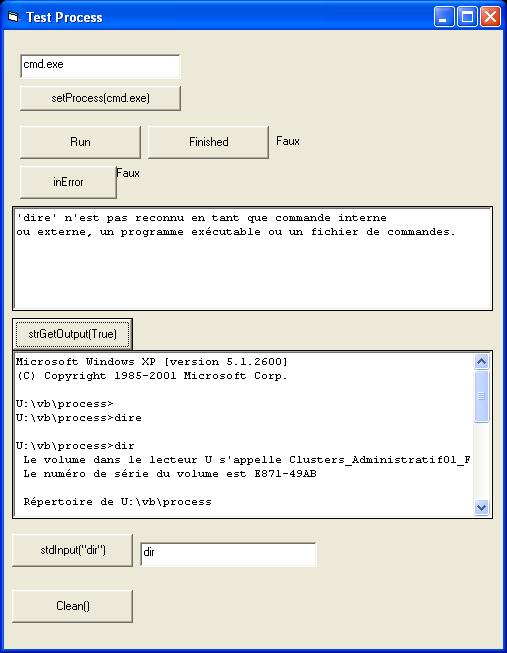 Test Process
cmd.exe
setProcess(cmd.exe)
Run
Finished
Faux
inError
Faux
'dire' n'est pas reconnu en tant que commande interne
ou externe, un programme exécutable ou un fichier de commandes.
strGetOutput(True)
Microsoft Windows XP [version 5.1.2600]
(C) Copyright 1985-2001 Microsoft Corp.
U:\vb\process>
U:\vb\process>dire
U:\vb\process>dir
Le volume dans le lecteur U s'appelle Clusters_Administratif01_F
Le numéro de série du volume est E871-49AB
Répertoire de U:\vb\process
stdInput("dir")
dir
Clean()